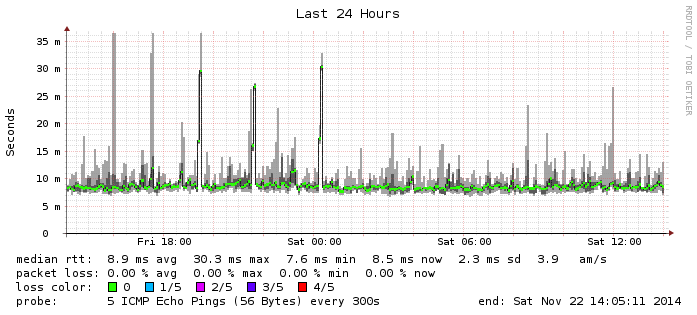 Last 24 Hours
RRDTOOL / TOBI OETIKER
Seconds
35 m
30 m
25 m
20 m
15 m
10 m
5 m
0
Fri 18:00 Sat 00:00 Sat 06:00 Sat 12:00
median rtt: 8.9 ms avg 30.3 ms max 7.6 ms min 8.5 ms now 2.3 ms sd 3.9 am/s
packet loss: 0.00 % avg 0.00 % max 0.00 % min 0.00 % now
loss color: 0 1/5 2/5 3/5 4/5
probe: 5 ICMP Echo Pings (56 Bytes) every 300s end: Sat Nov 22 14:05:11 2014